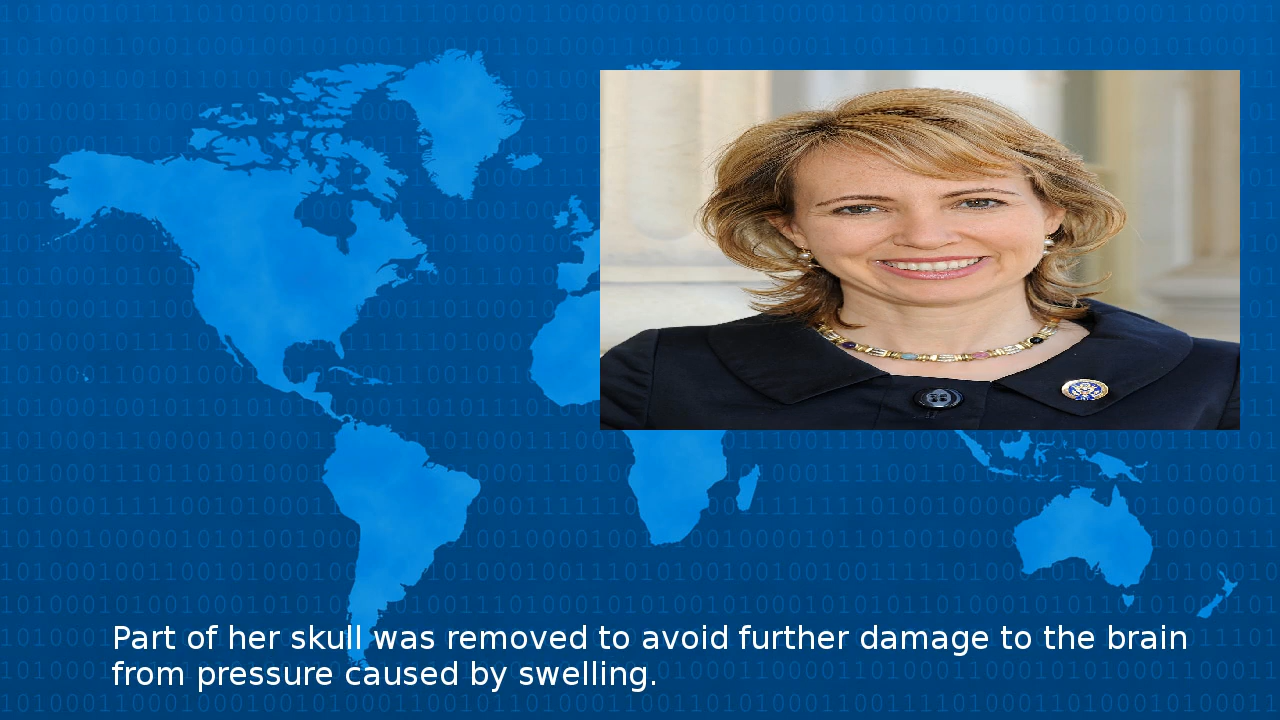 Part of her skull was removed to avoid further damage to the brain
from pressure caused by swelling.